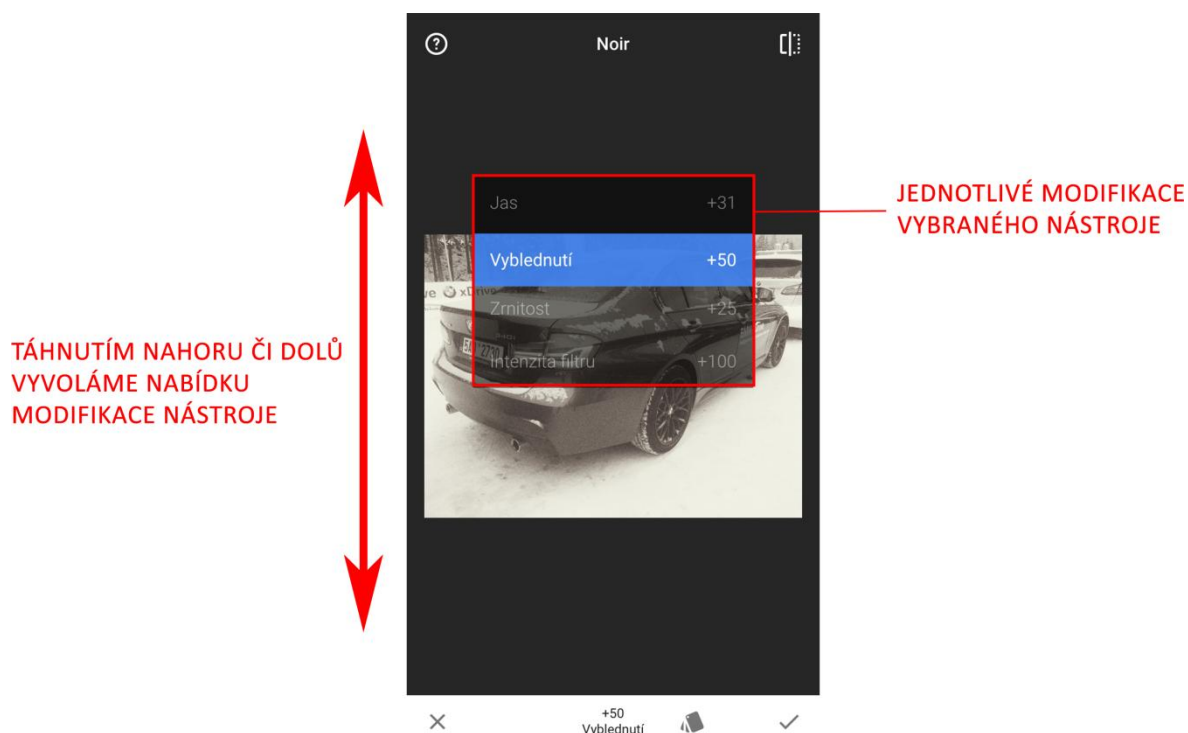 Noir
Jas +31
Vyblednutí +50
xDrive
Zrnitost +25
Intenzita filtru +100
JEDNOTLIVÉ MODIFIKACE
VYBRANÉHO NÁSTROJE
TÁHNUTÍM NAHORU ČI DOLŮ
VYVOLÁME NABÍDKU
MODIFIKACE NÁSTROJE
+50
Vyblednutí